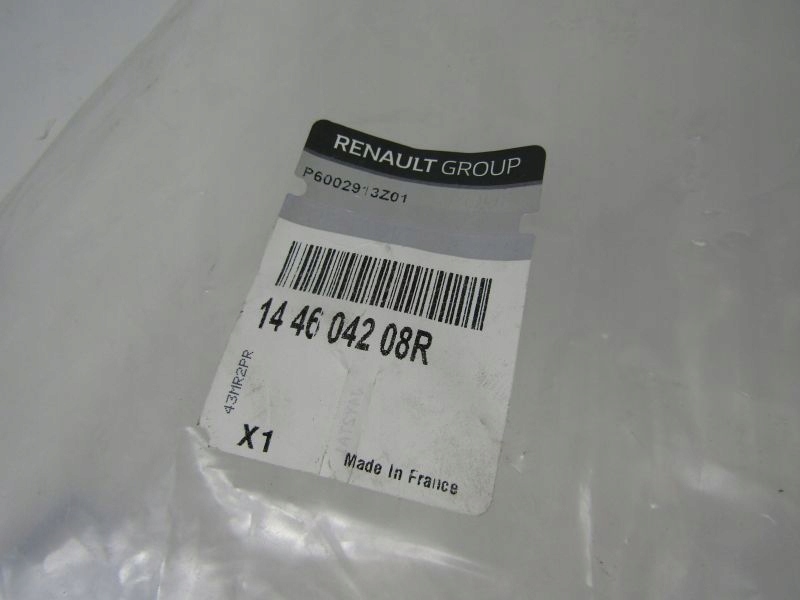 RENAULT GROUP
P6002913Z01
14 46 042 08R
43MR2PR
X1
Made In France